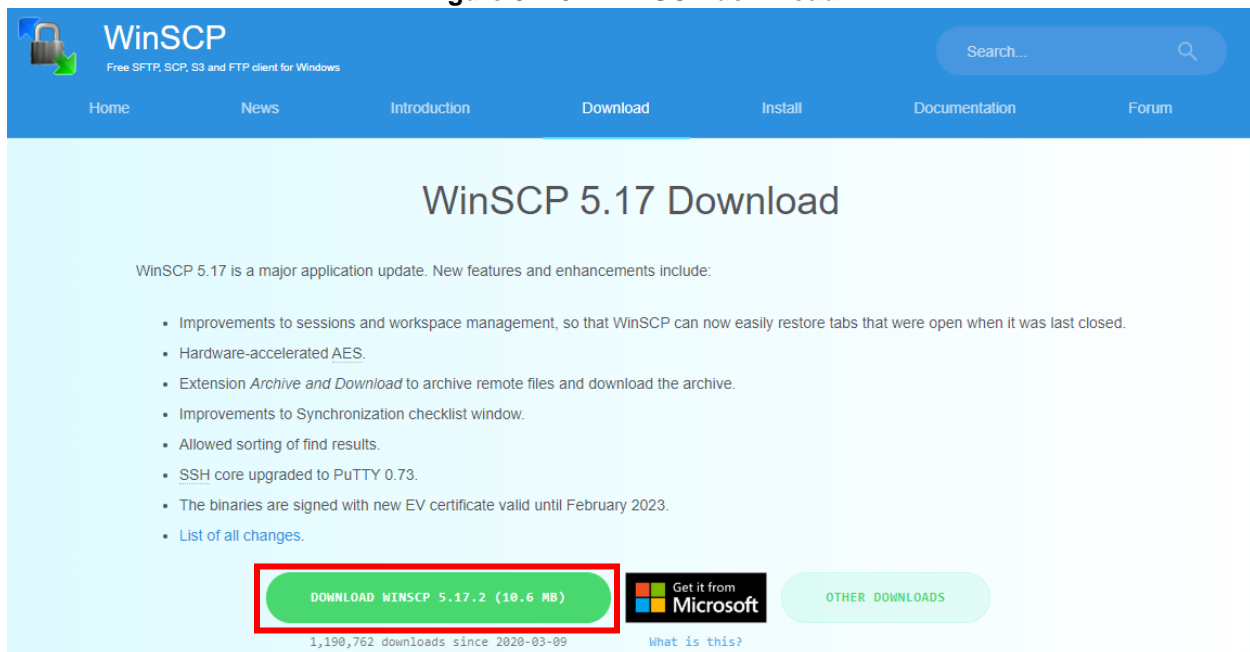 WinSCP
Free SFTP, SCP, S3 and FTP client for Windows
Search...
Home News Introduction Download Install Documentation Forum
WinSCP 5.17 Download
WinSCP 5.17 is a major application update. New features and enhancements include:
• Improvements to sessions and workspace management, so that WinSCP can now easily restore tabs that were open when it was last closed.
• Hardware-accelerated AES.
• Extension Archive and Download to archive remote files and download the archive.
• Improvements to Synchronization checklist window.
• Allowed sorting of find results.
• SSH core upgraded to PuTTY 0.73.
• The binaries are signed with new EV certificate valid until February 2023.
• List of all changes.
DOWNLOAD WINSCP 5.17.2 (10.6 MB)
Get it from
Microsoft
OTHER DOWNLOADS
1,190,762 downloads since 2020-03-09
What is this?